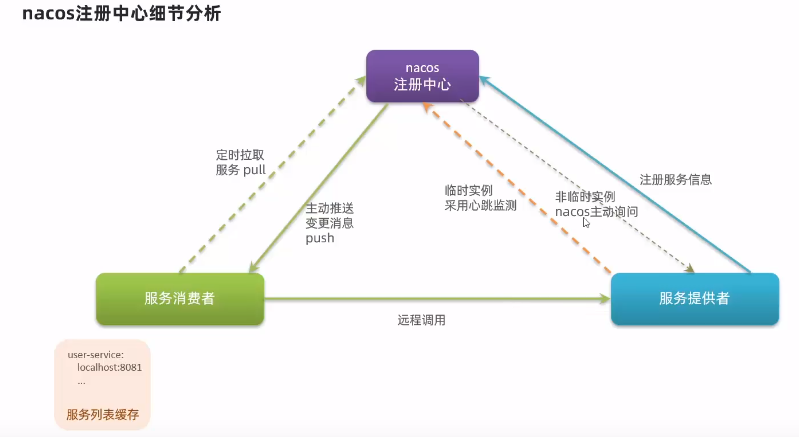 nacos注册中心细节分析
nacos
注册中心
定时拉取
服务 pull
主动推送
变更消息
push
临时实例
采用心跳监测
非临时实例
nacos主动询问
注册服务信息
服务消费者
服务提供者
远程调用
user-service:
localhost:8081
...
服务列表缓存